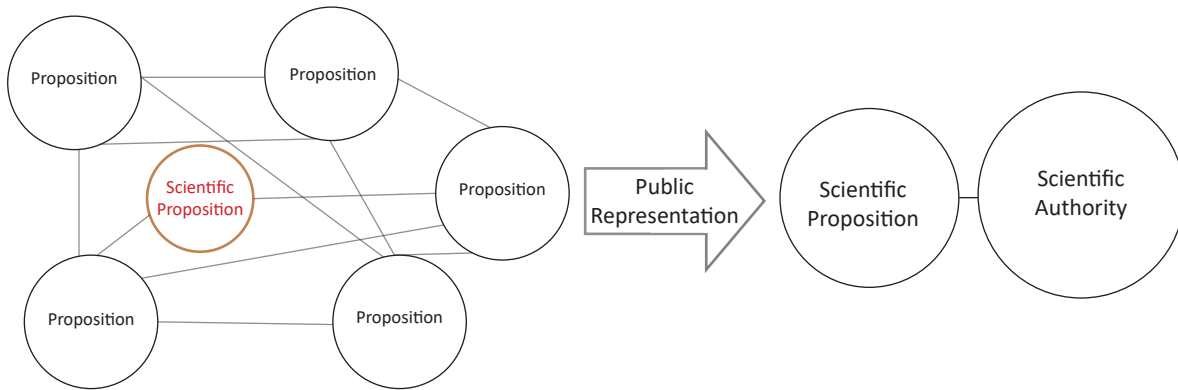 Proposition
Proposition
Scientific
Proposition
Proposition
Proposition
Proposition
Public
Representation
Scientific
Proposition
Scientific
Authority